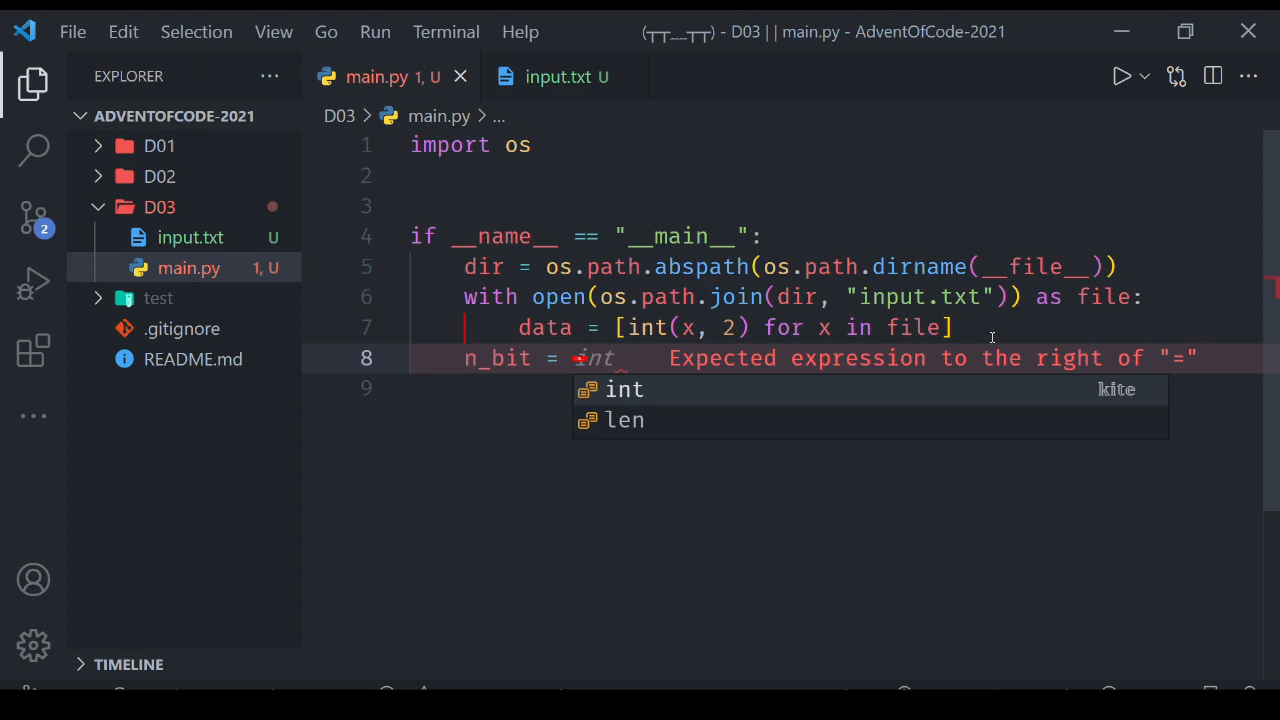 File Edit Selection View Go Run Terminal Help (┬┬﹏┬┬) - D03 | | main.py - AdventOfCode-2021
EXPLORER ... main.py 1, U input.txt U
ADVENTOFCODE-2021
D03 > main.py > ...
D01
D02
D03
input.txt U
main.py 1, U
test
.gitignore
README.md
TIMELINE
2
1 import os
2
3
4 if __name__ == "__main__":
5 dir = os.path.abspath(os.path.dirname(__file__))
6 with open(os.path.join(dir, "input.txt")) as file:
7 data = [int(x, 2) for x in file]
8 n_bit = int Expected expression to the right of "="
9
int kite
len